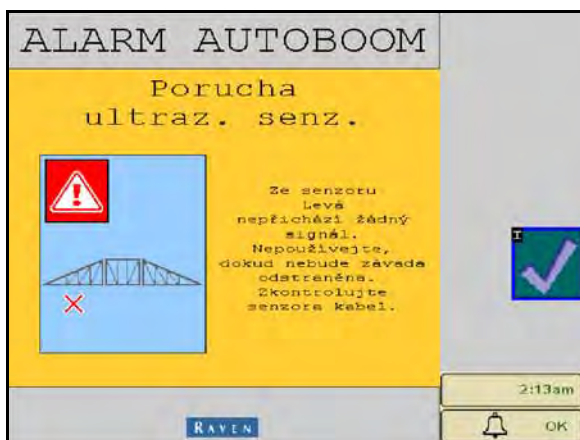 ALARM AUTOBOOM
Porucha
ultraz. senz.
Ze senzoru
Levá
nepřichází žádný
signál.
Nepoužívejte,
dokud nebude závada
odstraněna.
Zkontrolujte
senzora kabel.
I
2:13am
RAVEN
OK